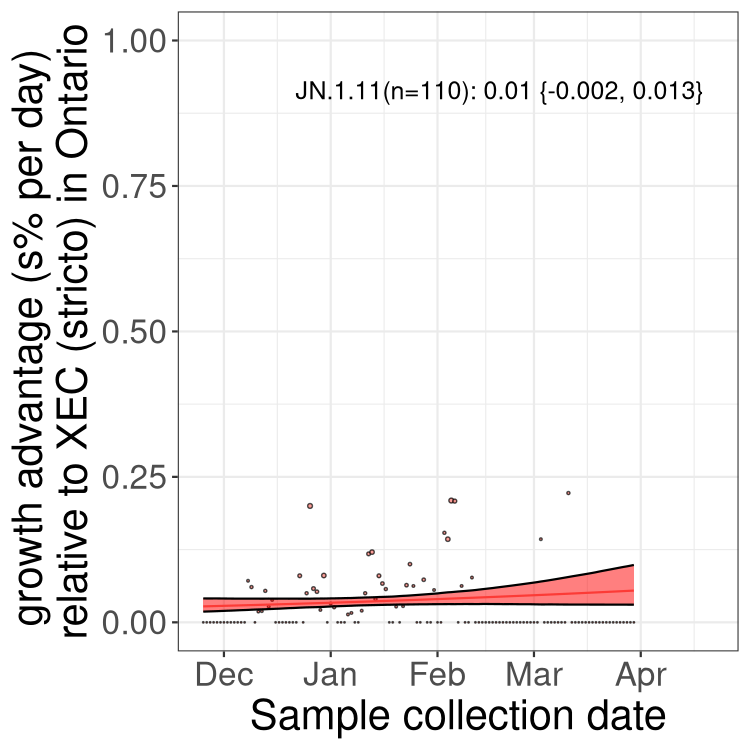 growth advantage (s% per day)
relative to XEC (stricto) in Ontario
1.00
0.75
0.50
0.25
0.00
JN.1.11(n=110): 0.01 {-0.002, 0.013}
Dec Jan Feb Mar Apr
Sample collection date